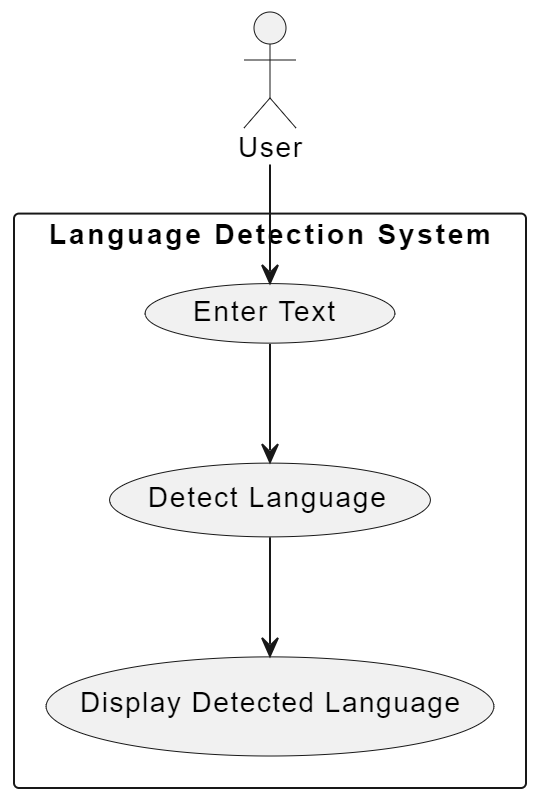 User
Language Detection System
Enter Text
Detect Language
Display Detected Language